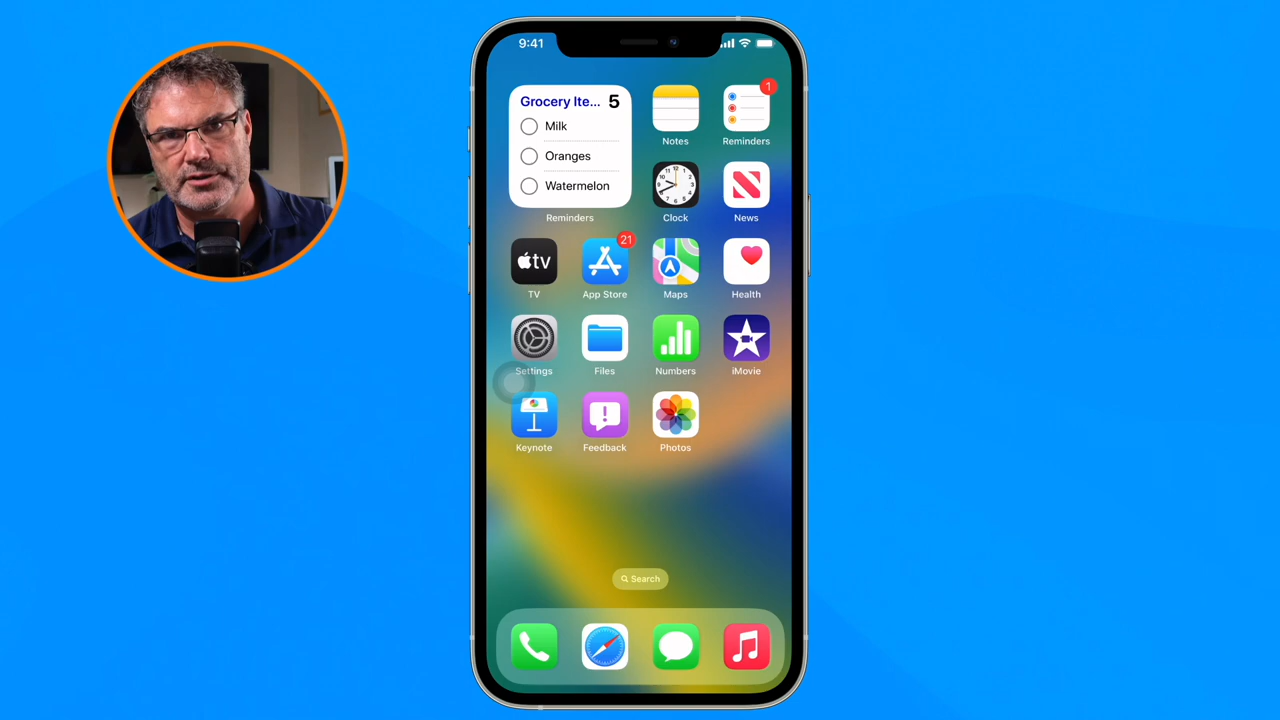 9:41
Grocery Ite... 5
Milk
Oranges
Watermelon
Reminders
Notes
1
Reminders
Clock
News
tv
TV
21
App Store
Maps
Health
Settings
Files
Numbers
iMovie
Keynote
Feedback
Photos
Search